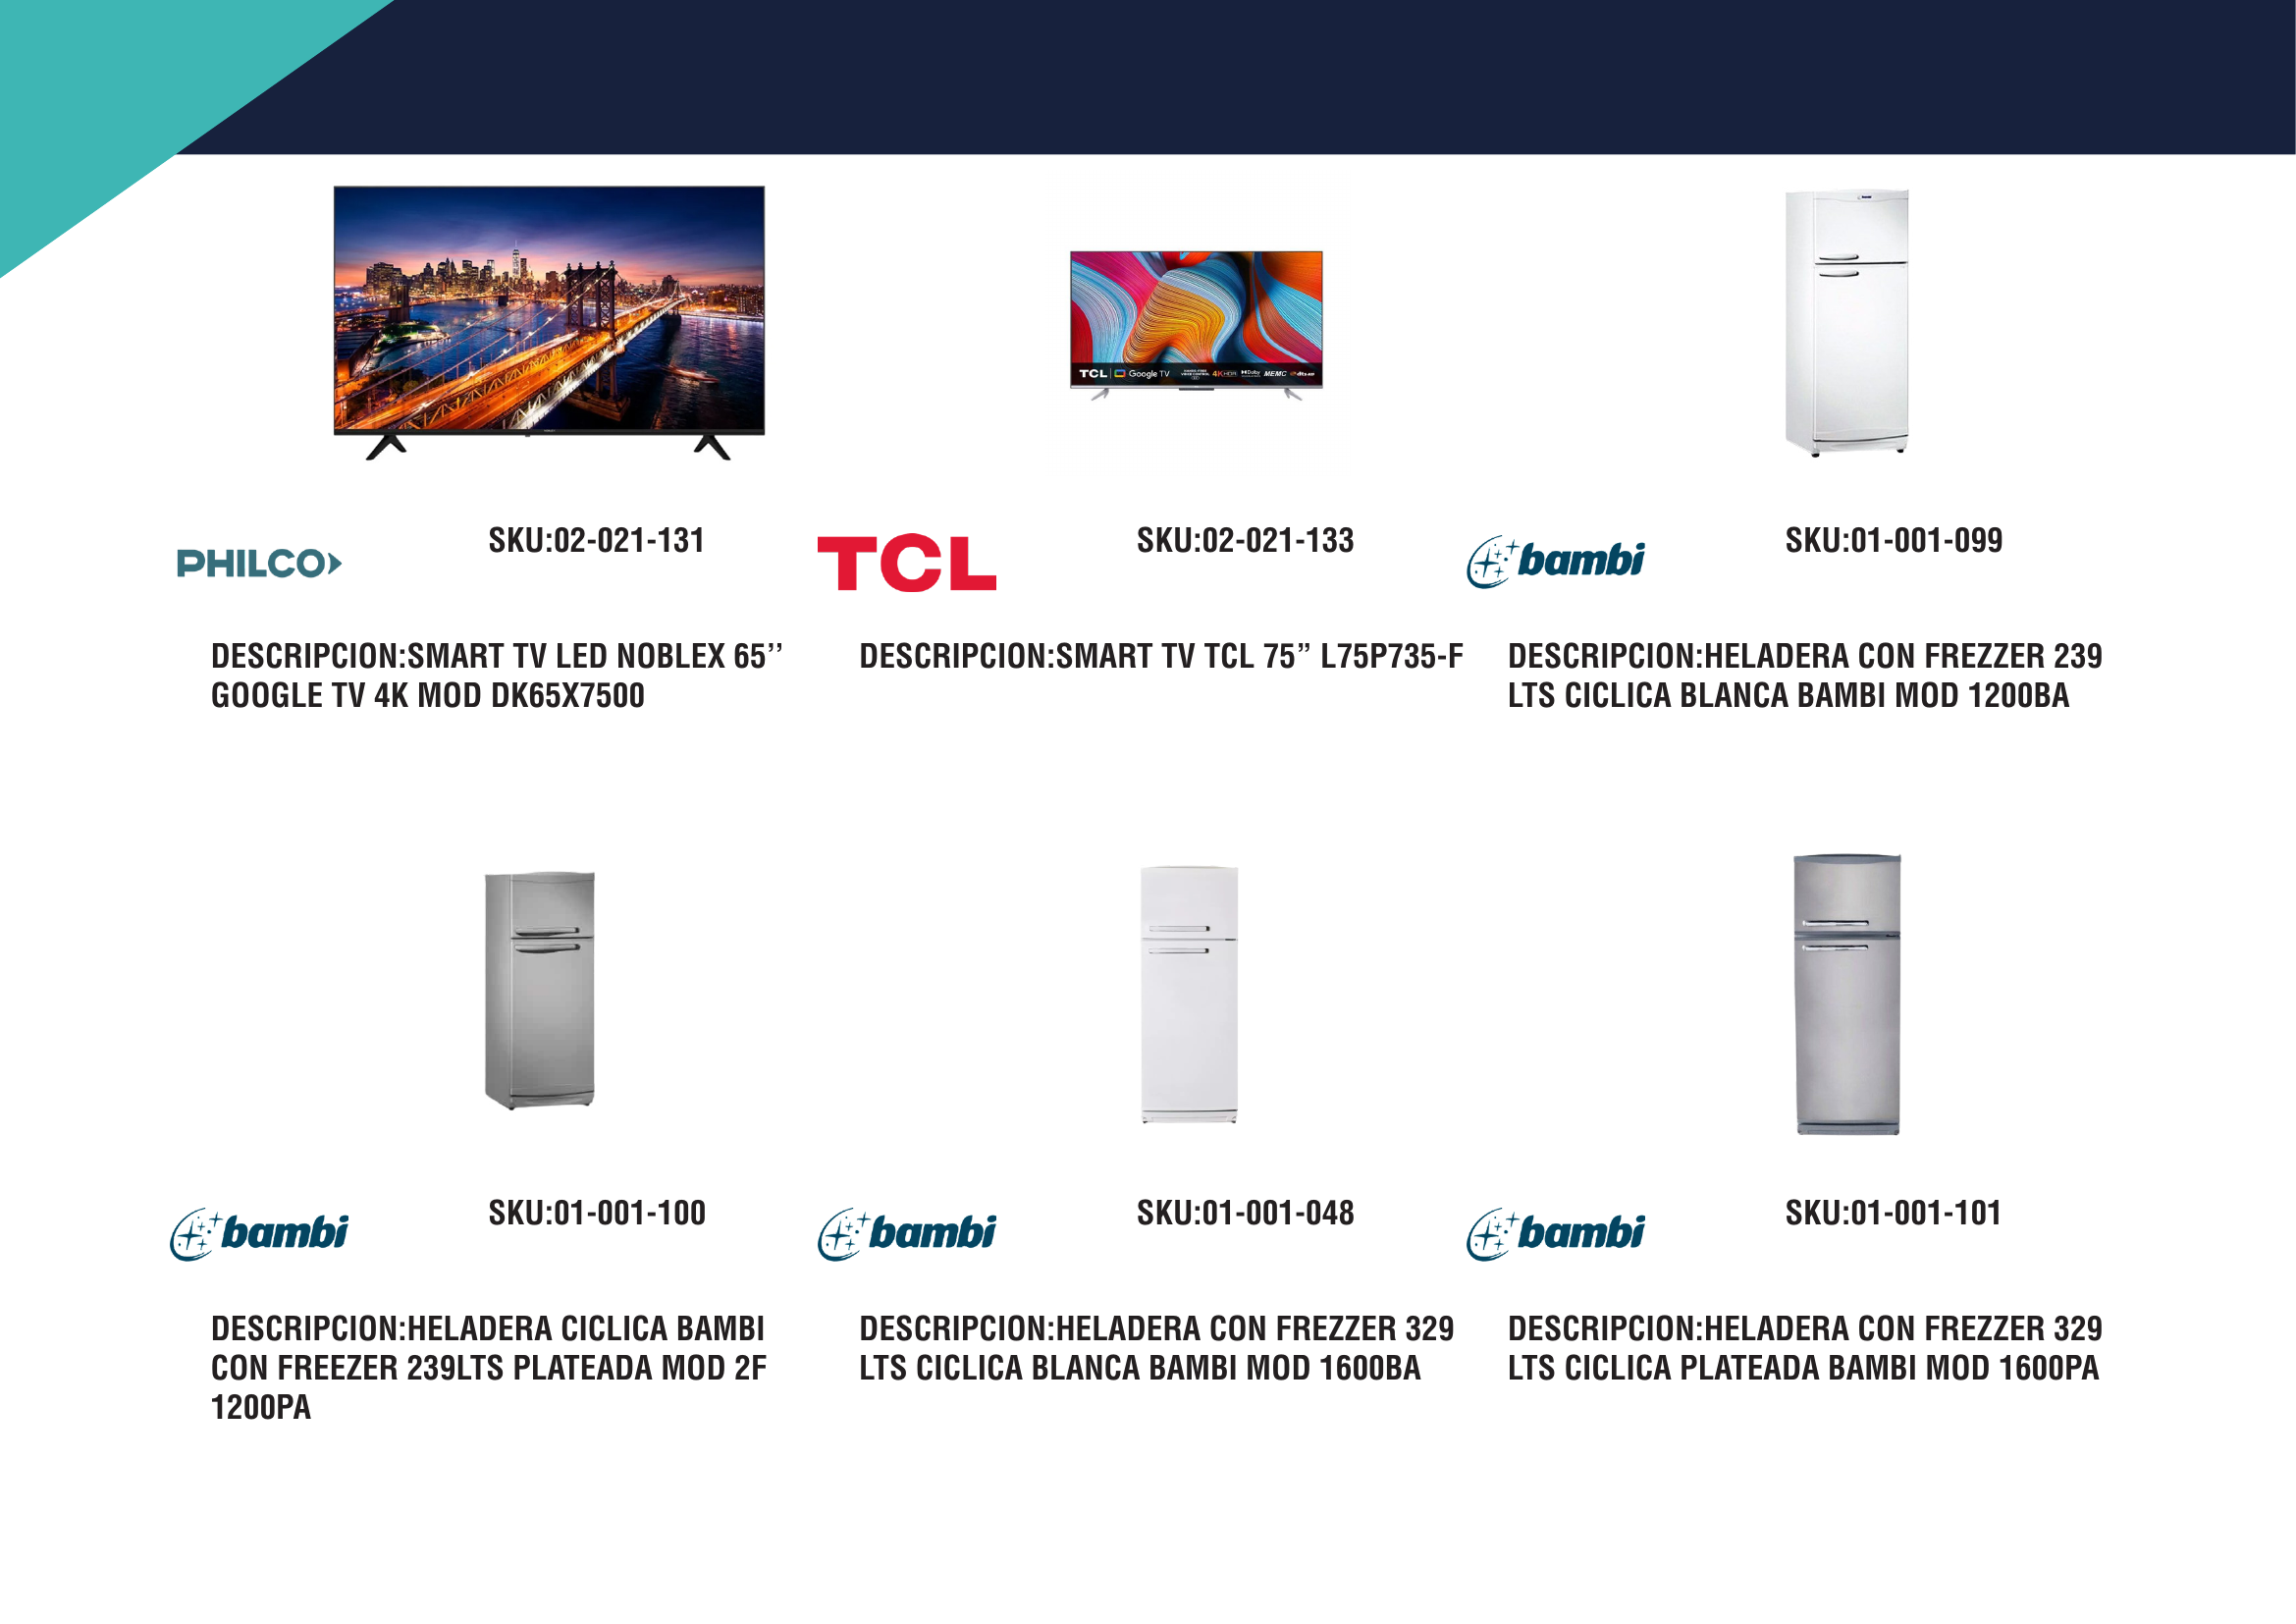 TCL Google TV 4K HDR MEMC
PHILCO
SKU:02-021-131
DESCRIPCION:SMART TV LED NOBLEX 65’’
GOOGLE TV 4K MOD DK65X7500
TCL
SKU:02-021-133
DESCRIPCION:SMART TV TCL 75” L75P735-F
bambi
bambi
SKU:01-001-099
DESCRIPCION:HELADERA CON FREZZER 239
LTS CICLICA BLANCA BAMBI MOD 1200BA
bambi
SKU:01-001-100
DESCRIPCION:HELADERA CICLICA BAMBI
CON FREEZER 239LTS PLATEADA MOD 2F
1200PA
bambi
SKU:01-001-048
DESCRIPCION:HELADERA CON FREZZER 329
LTS CICLICA BLANCA BAMBI MOD 1600BA
bambi
SKU:01-001-101
DESCRIPCION:HELADERA CON FREZZER 329
LTS CICLICA PLATEADA BAMBI MOD 1600PA